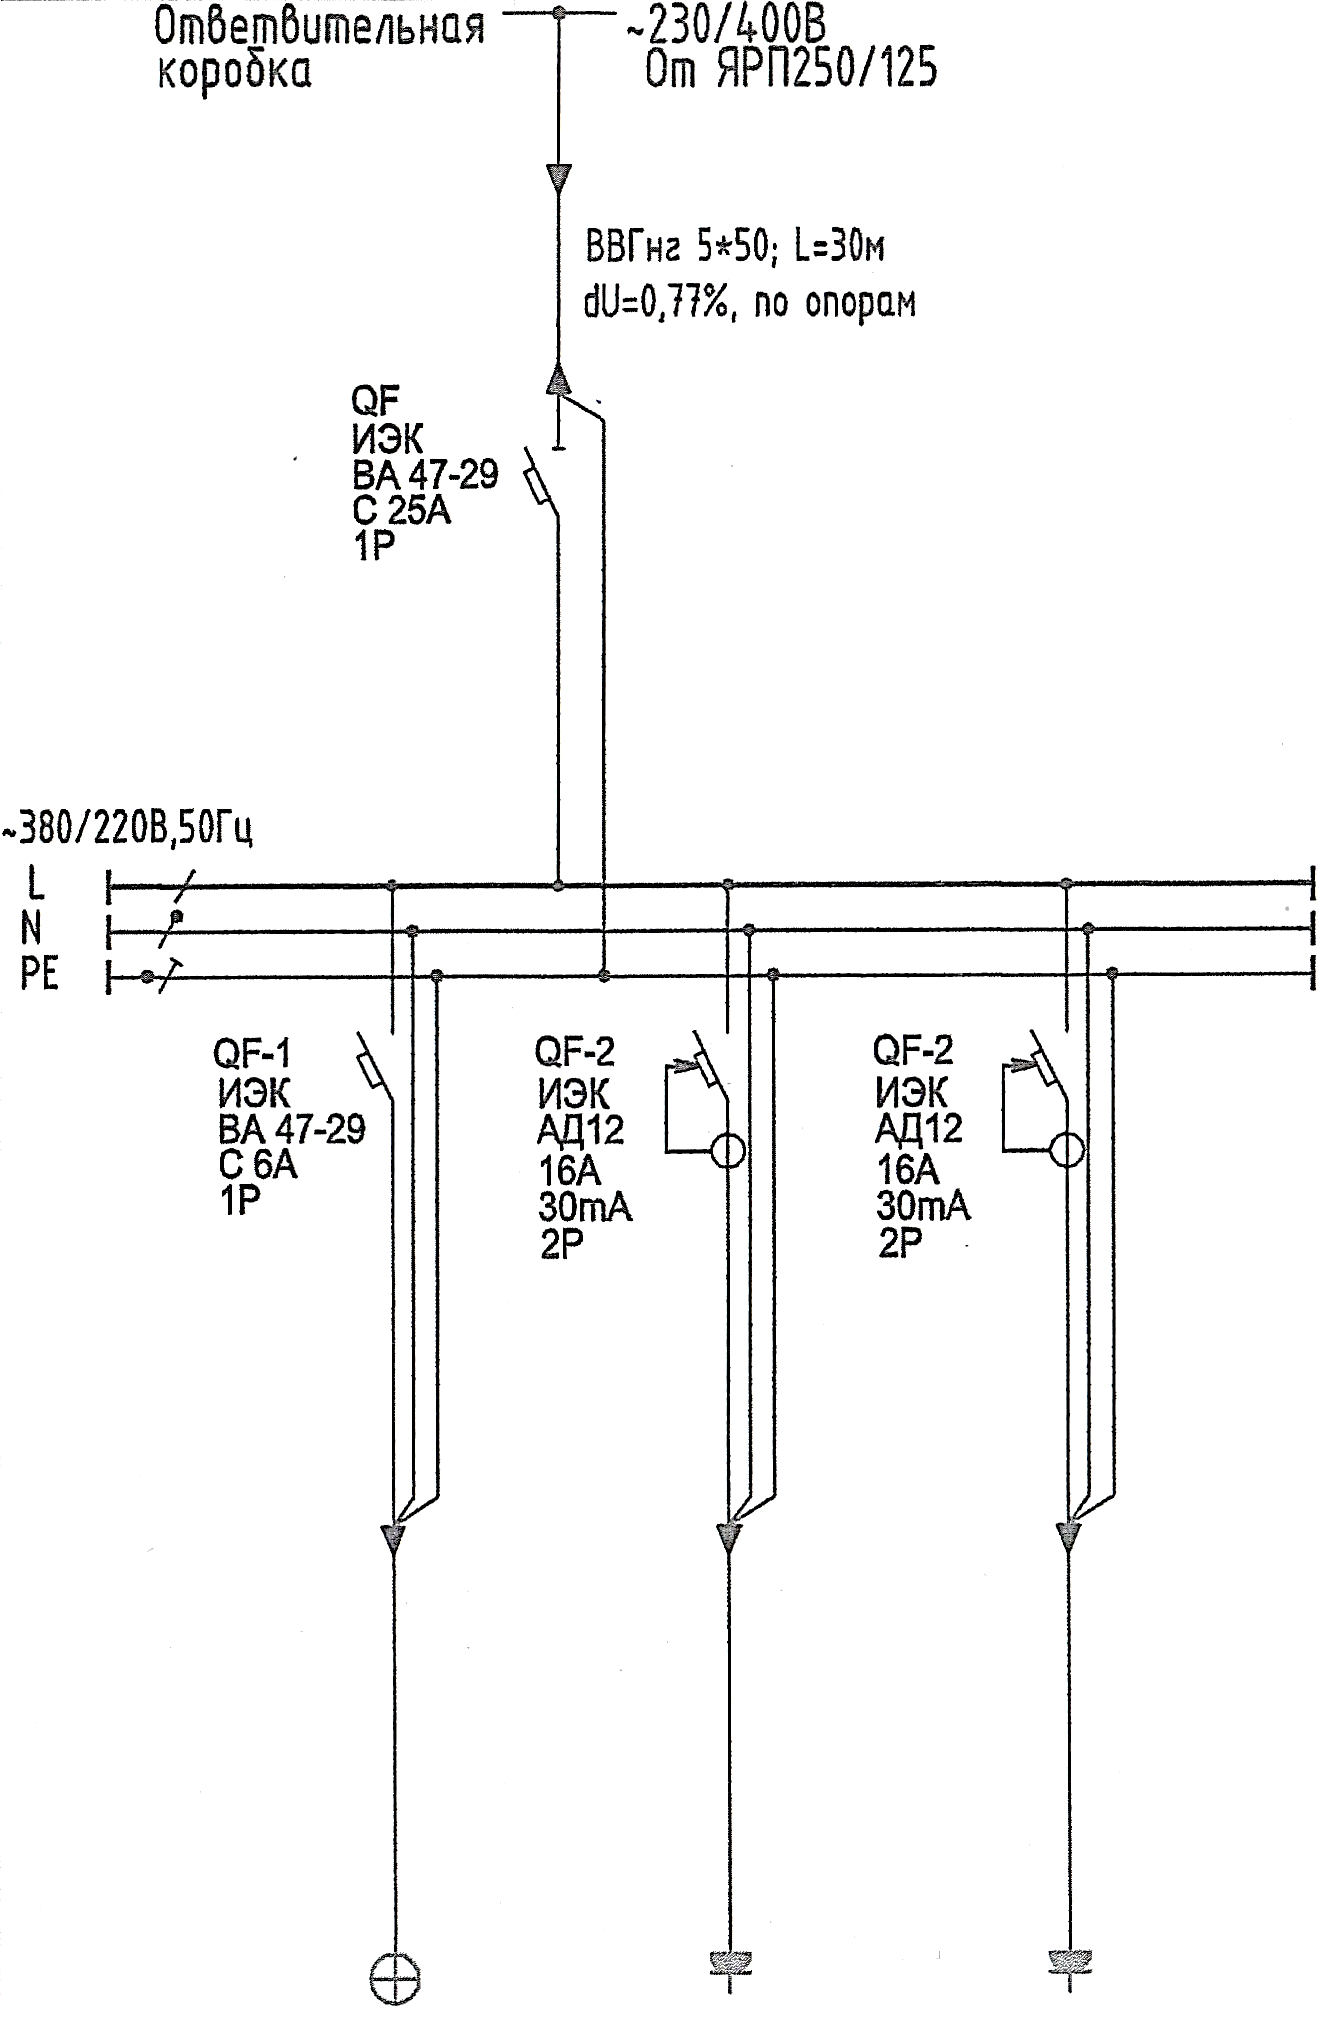 Ответвительная
коробка
~230/400В
От ЯРП250/125
ВВГнг 5*50; L=30м
dU=0,77%, по опорам
QF
ИЭК
ВА 47-29
С 25А
1Р
~380/220В,50Гц
L
N
PE
QF-1
ИЭК
ВА 47-29
С 6А
1Р
QF-2
ИЭК
АД12
16А
30mA
2Р
QF-2
ИЭК
АД12
16А
30mA
2Р